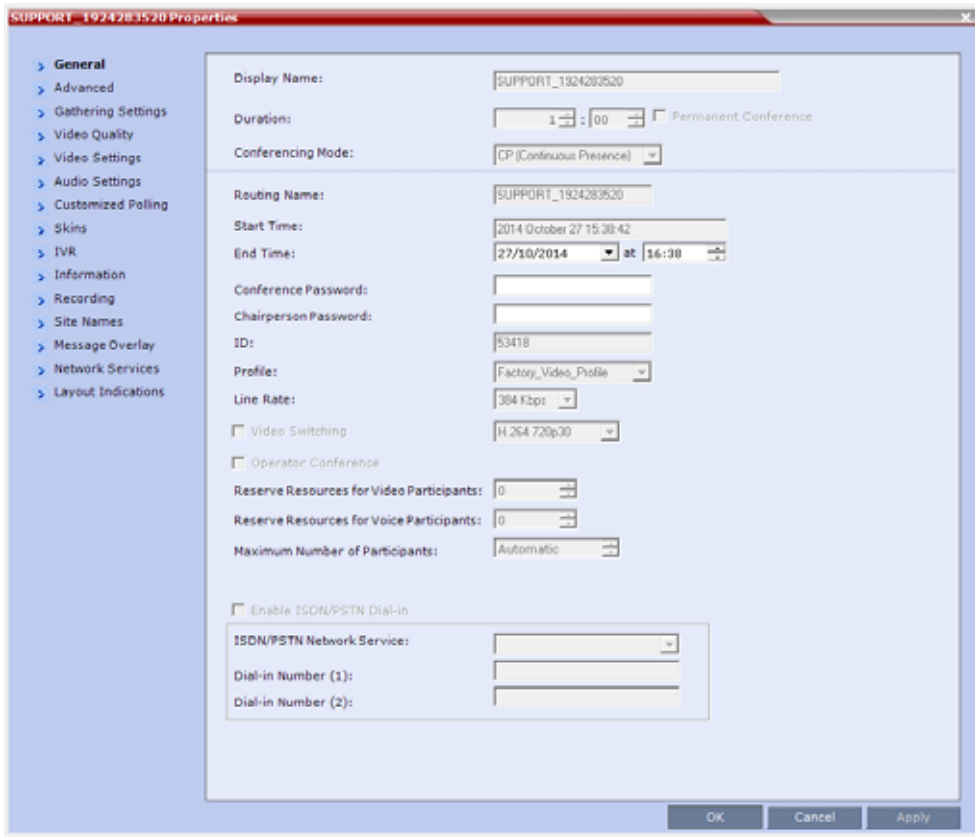 SUPPORT_1924283520 Properties
General
Advanced
Gathering Settings
Video Quality
Video Settings
Audio Settings
Customized Polling
Skins
IVR
Information
Recording
Site Names
Message Overlay
Network Services
Layout Indications
Display Name: SUPPORT_1924283520
Duration: 1 : 00 Permanent Conference
Conferencing Mode: CP (Continuous Presence)
Routing Name: SUPPORT_1924283520
Start Time: 2014 October 27 15:38:42
End Time: 27/10/2014 at 16:38
Conference Password:
Chairperson Password:
ID: 53418
Profile: Factory_Video_Profile
Line Rate: 384 Kbps
Video Switching H.264 720p30
Operator Conference
Reserve Resources for Video Participants: 0
Reserve Resources for Voice Participants: 0
Maximum Number of Participants: Automatic
Enable ISDN/PSTN Dial-in
ISDN/PSTN Network Service:
Dial-in Number (1):
Dial-in Number (2):
OK Cancel Apply